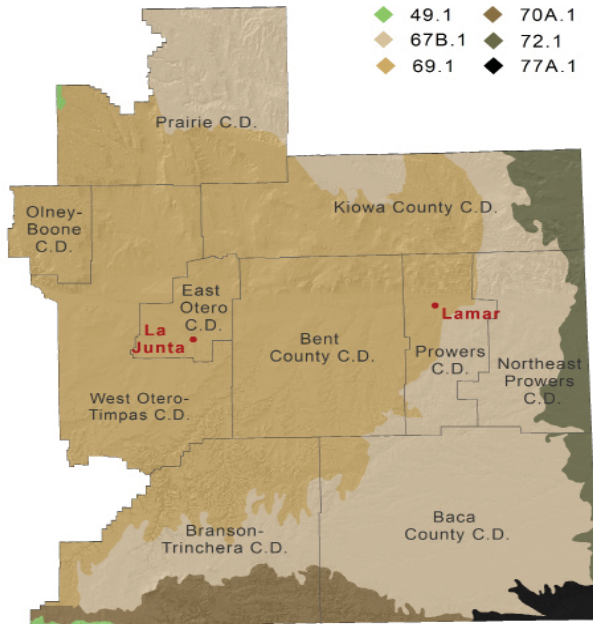 49.1
70A.1
67B.1
72.1
69.1
77A.1
Prairie C.D.
Olney-
Boone
C.D.
Kiowa County C.D.
East
Otero
C.D.
La
Junta
Lamar
Bent
County C.D.
Prowers
C.D.
Northeast
Prowers
C.D.
West Otero-
Timpas C.D.
Branson-
Trinchera C.D.
Baca
County C.D.